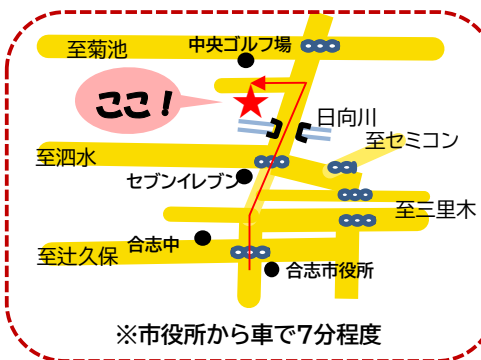 至菊池
中央ゴルフ場
ここ！
日向川
至セミコン
至泗水
セブンイレブン
至三里木
合志中
至辻久保
合志市役所
※市役所から車で7分程度